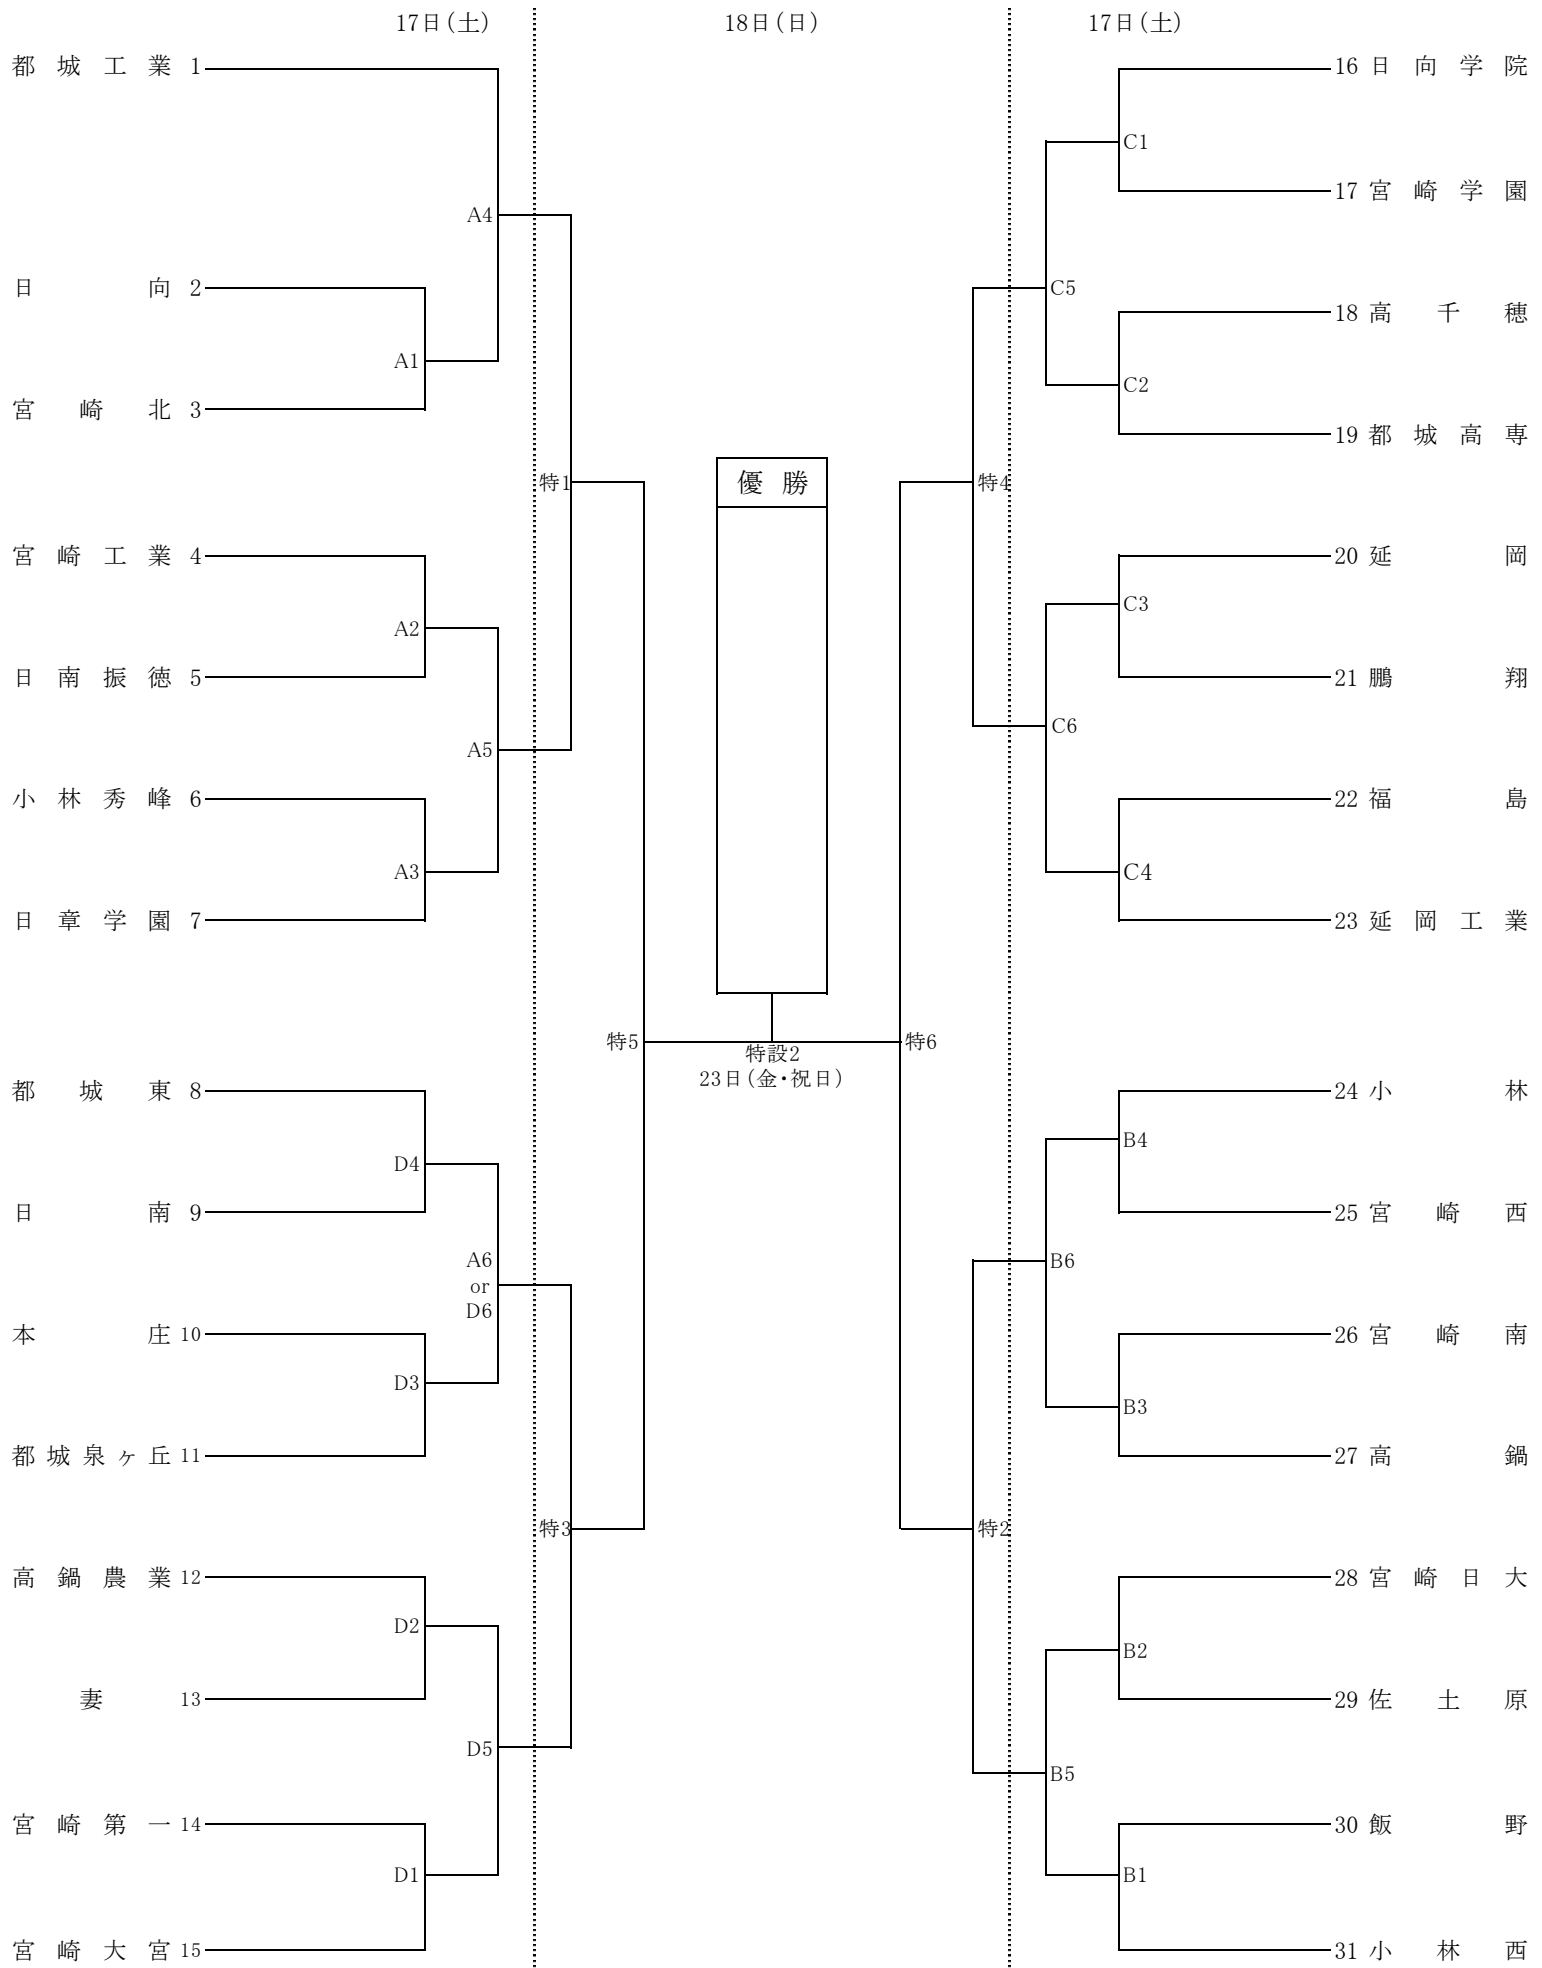 17日(土)
18日(日)
17日(土)
都城工業 1
16 日向学院
C1
17 宮崎学園
A4
日向 2
C5
18 高千穂
A1
C2
宮崎北 3
19 都城高専
特1
優勝
特4
宮崎工業 4
20 延岡
C3
A2
日南振徳 5
21 鵬翔
C6
A5
小林秀峰 6
22 福島
A3
C4
日章学園 7
23 延岡工業
特5
特6
特設2
23日(金・祝日)
都城東 8
24 小林
B4
D4
日南 9
25 宮崎西
A6
or
D6
B6
本庄 10
26 宮崎南
D3
B3
都城泉ヶ丘 11
27 高鍋
特3
特2
高鍋農業 12
28 宮崎日大
D2
B2
妻 13
29 佐土原
D5
B5
宮崎第一 14
30 飯野
D1
B1
宮崎大宮 15
31 小林西